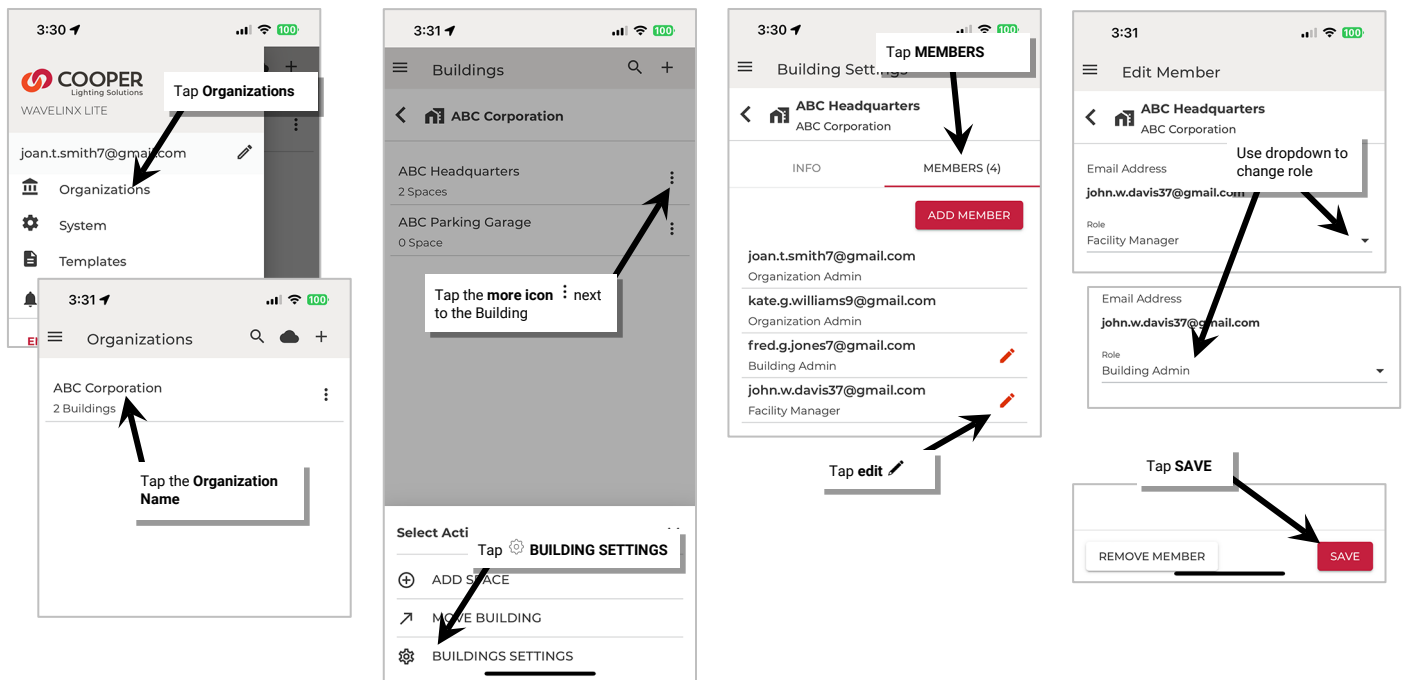 3:30
100
COOPER
Lighting Solutions
WAVELINX LITE
Tap Organizations
joan.t.smith7@gmail.com
Organizations
System
Templates
3:31
100
Organizations
ABC Corporation
2 Buildings
Tap the Organization
Name
3:31
100
Buildings
ABC Corporation
ABC Headquarters
2 Spaces
ABC Parking Garage
0 Space
Tap the more icon ⋮ next
to the Building
Select Acti
Tap BUILDING SETTINGS
ADD SPACE
MOVE BUILDING
BUILDINGS SETTINGS
3:30
100
Tap MEMBERS
Building Settings
ABC Headquarters
ABC Corporation
INFO
MEMBERS (4)
ADD MEMBER
joan.t.smith7@gmail.com
Organization Admin
kate.g.williams9@gmail.com
Organization Admin
fred.g.jones7@gmail.com
Building Admin
john.w.davis37@gmail.com
Facility Manager
Tap edit
3:31
100
Edit Member
ABC Headquarters
ABC Corporation
Use dropdown to
change role
Email Address
john.w.davis37@gmail.com
Role
Facility Manager
Email Address
john.w.davis37@gmail.com
Role
Building Admin
Tap SAVE
REMOVE MEMBER
SAVE